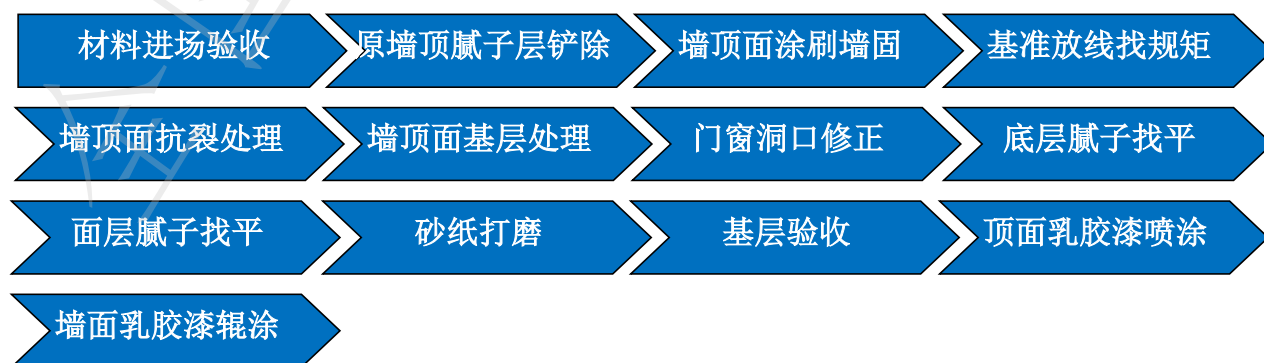 材料进场验收 原墙顶腻子层铲除 墙顶面涂刷墙固 基准放线找规矩
墙顶面抗裂处理 墙顶面基层处理 门窗洞口修正 底层腻子找平
面层腻子找平 砂纸打磨 基层验收 顶面乳胶漆喷涂
墙面乳胶漆辊涂